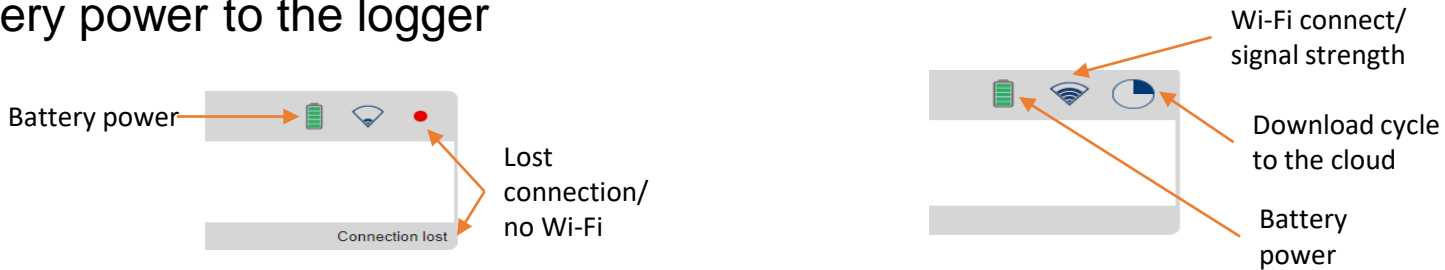 ery power to the logger
Battery power
Lost
connection/
no Wi-Fi
Connection lost
Wi-Fi connect/
signal strength
Download cycle
to the cloud
Battery
power